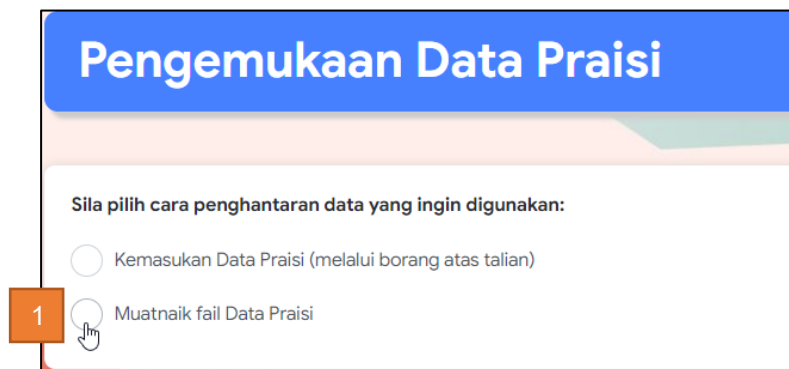 Pengemukaan Data Praisi
Sila pilih cara penghantaran data yang ingin digunakan:
Kemasukan Data Praisi (melalui borang atas talian)
1
Muatnaik fail Data Praisi